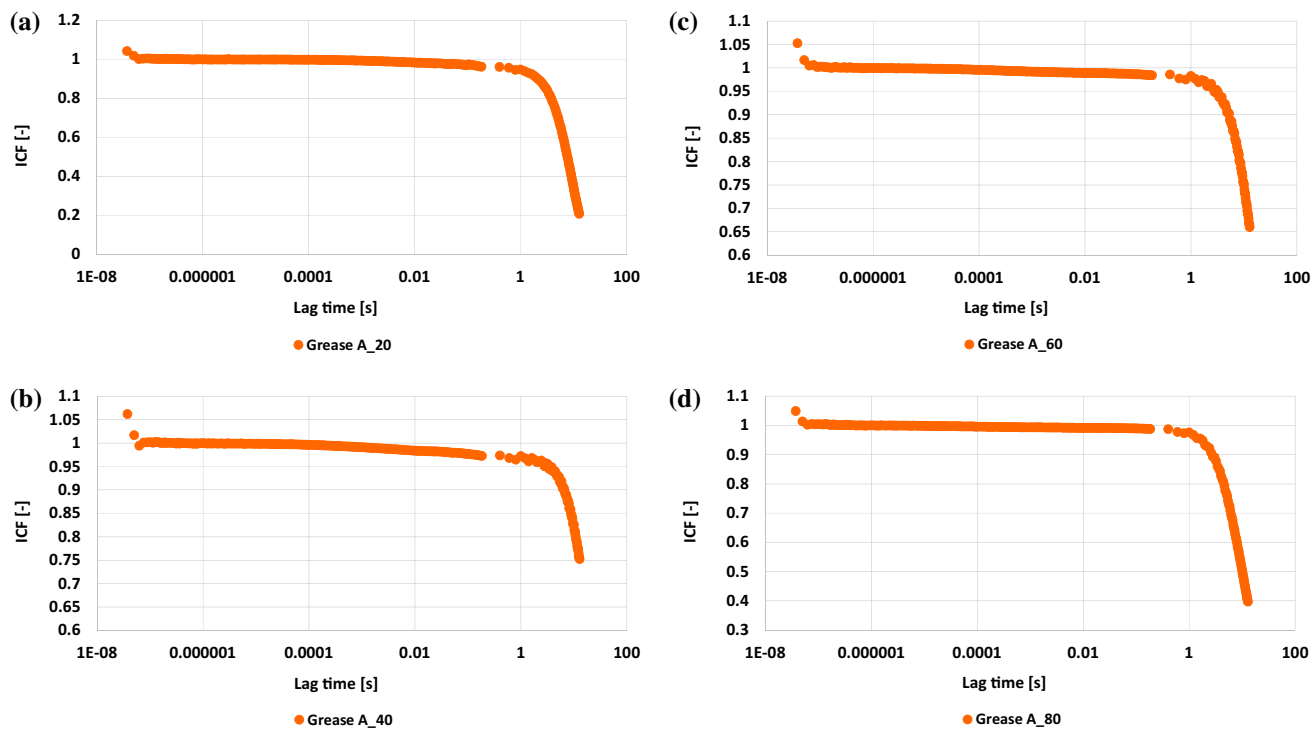 (a)
ICF [-]
1.2
1
0.8
0.6
0.4
0.2
0
1E-08 0.000001 0.0001 0.01 1 100
Lag time [s]
Grease A_20
(b)
ICF [-]
1.1
1.05
1
0.95
0.9
0.85
0.8
0.75
0.7
0.65
0.6
1E-08 0.000001 0.0001 0.01 1 100
Lag time [s]
Grease A_40
(c)
ICF [-]
1.1
1.05
1
0.95
0.9
0.85
0.8
0.75
0.7
0.65
0.6
1E-08 0.000001 0.0001 0.01 1 100
Lag time [s]
Grease A_60
(d)
ICF [-]
1.1
1
0.9
0.8
0.7
0.6
0.5
0.4
0.3
1E-08 0.000001 0.0001 0.01 1 100
Lag time [s]
Grease A_80